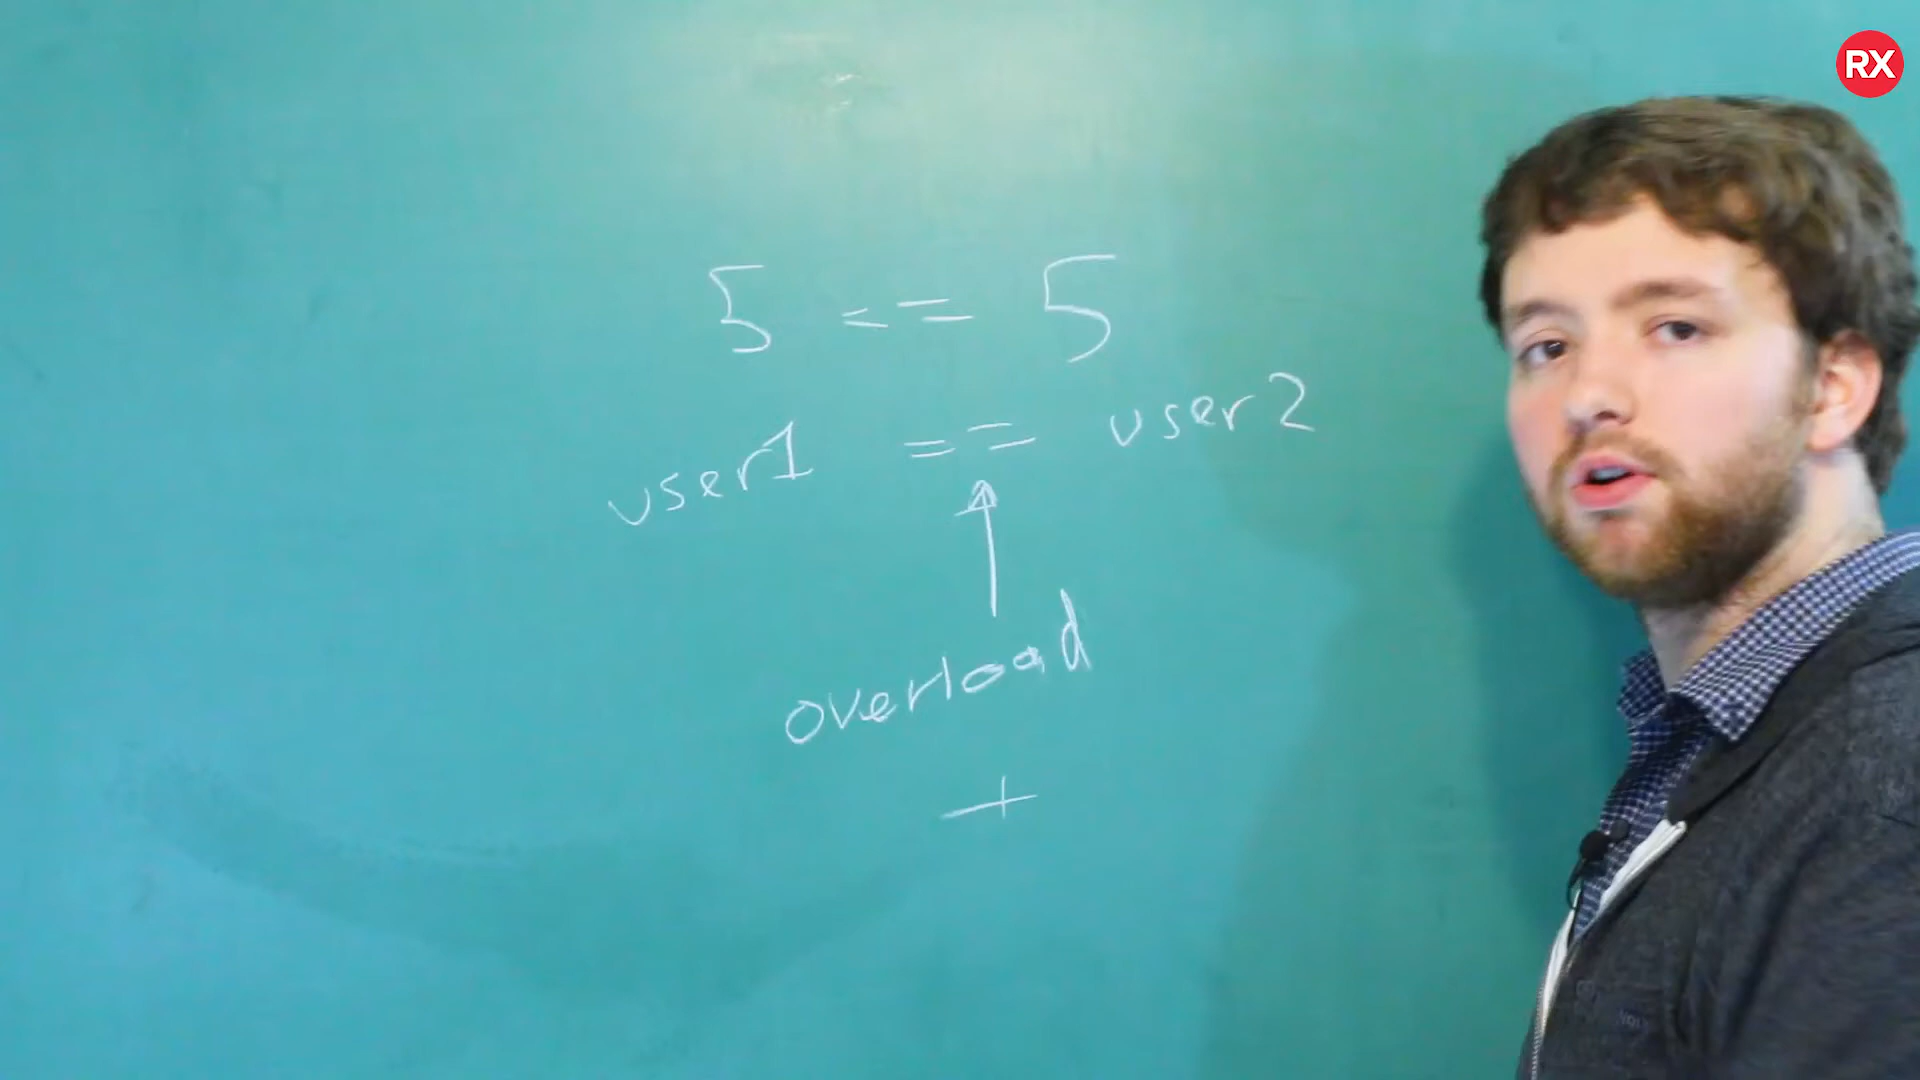 RX
5 <= 5
user1 == user2
overload
+